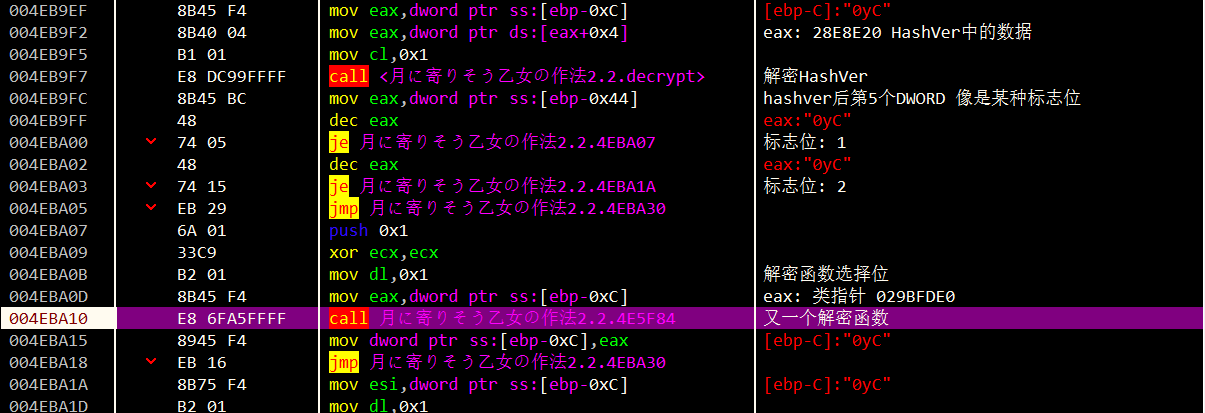 004EB9EF 8B45 F4 mov eax,dword ptr ss:[ebp-0xC] [ebp-C]:"0yC"
004EB9F2 8B40 04 mov eax,dword ptr ds:[eax+0x4] eax: 28E8E20 HashVer中的数据
004EB9F5 B1 01 mov cl,0x1
004EB9F7 E8 DC99FFFF call <月に寄りそう乙女の作法2.2.decrypt> 解密HashVer
004EB9FC 8B45 BC mov eax,dword ptr ss:[ebp-0x44] hashver后第5个DWORD 像是某种标志位
004EB9FF 48 dec eax eax:"0yC"
004EBA00 74 05 je 月に寄りそう乙女の作法2.2.4EBA07 标志位: 1
004EBA02 48 dec eax eax:"0yC"
004EBA03 74 15 je 月に寄りそう乙女の作法2.2.4EBA1A 标志位: 2
004EBA05 EB 29 jmp 月に寄りそう乙女の作法2.2.4EBA30
004EBA07 6A 01 push 0x1
004EBA09 33C9 xor ecx,ecx
004EBA0B B2 01 mov dl,0x1 解密函数选择位
004EBA0D 8B45 F4 mov eax,dword ptr ss:[ebp-0xC] eax: 类指针 029BFDE0
004EBA10 E8 6FA5FFFF call 月に寄りそう乙女の作法2.2.4E5F84 又一个解密函数
004EBA15 8945 F4 mov dword ptr ss:[ebp-0xC],eax [ebp-C]:"0yC"
004EBA18 EB 16 jmp 月に寄りそう乙女の作法2.2.4EBA30
004EBA1A 8B75 F4 mov esi,dword ptr ss:[ebp-0xC] [ebp-C]:"0yC"
004EBA1D B2 01 mov dl,0x1